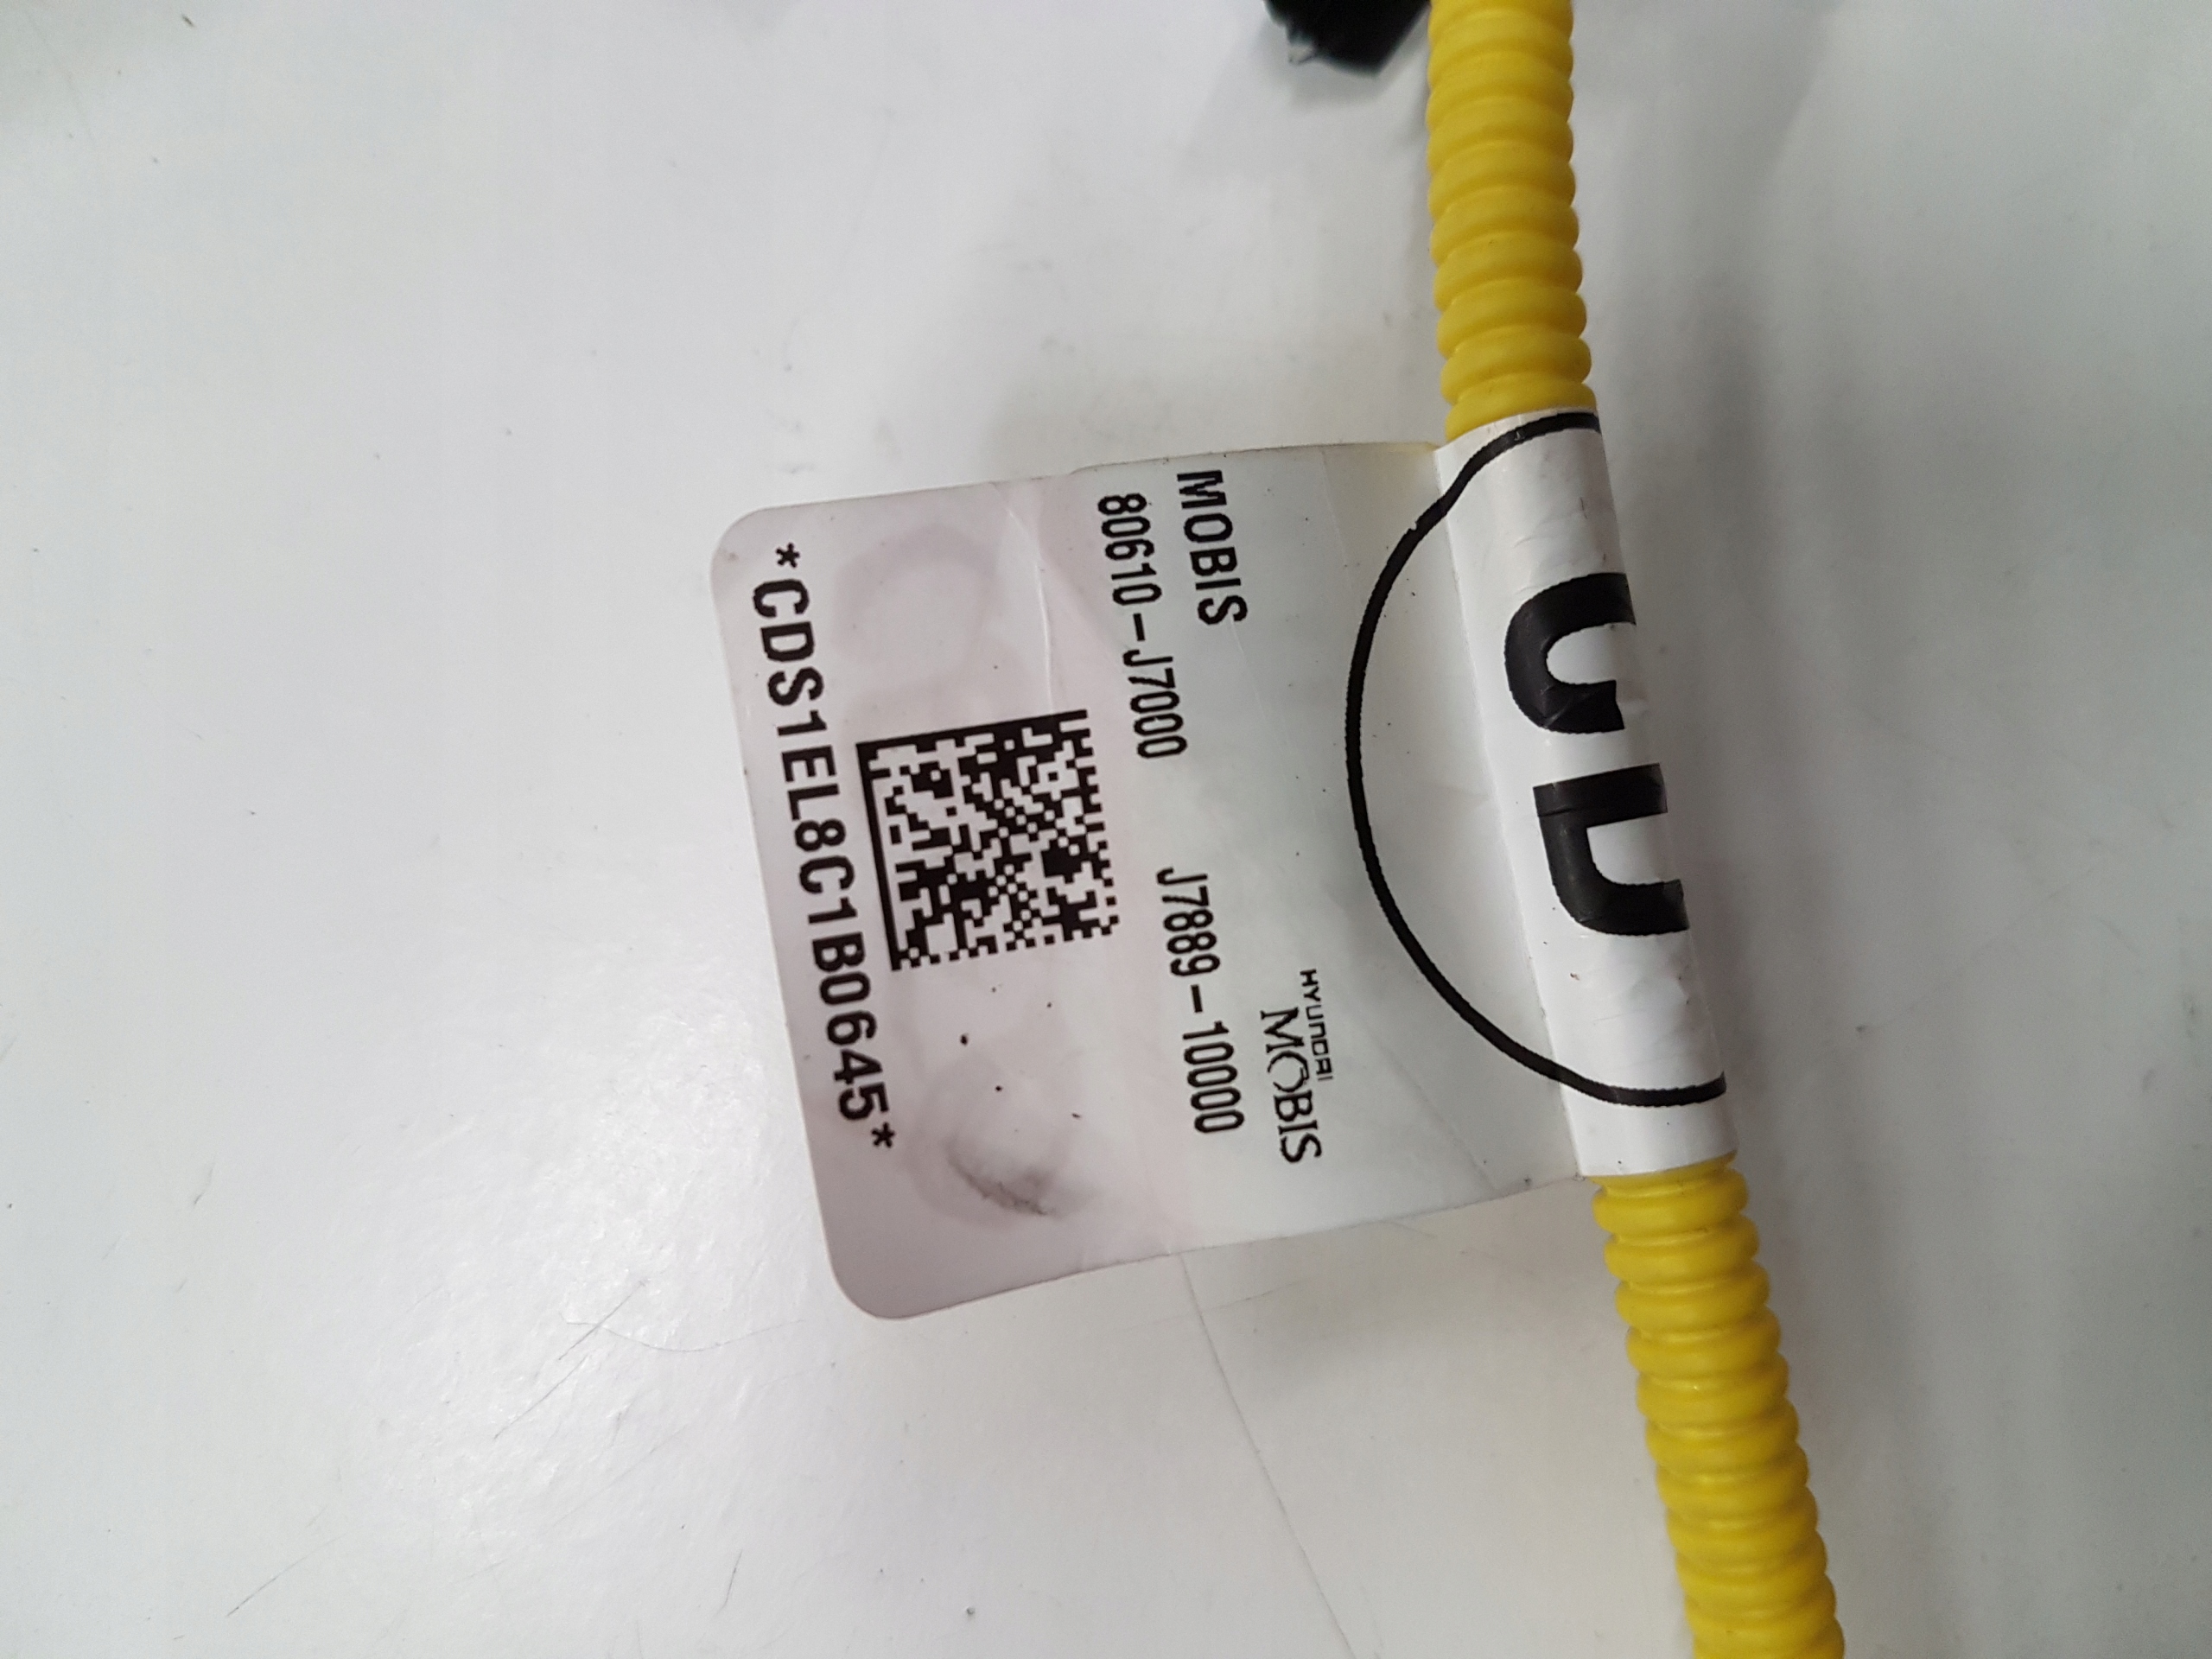 HYUNDAI
MOBIS
MOBIS
80610-J7000 J7889-10000
*CDS1EL8C1B0645*